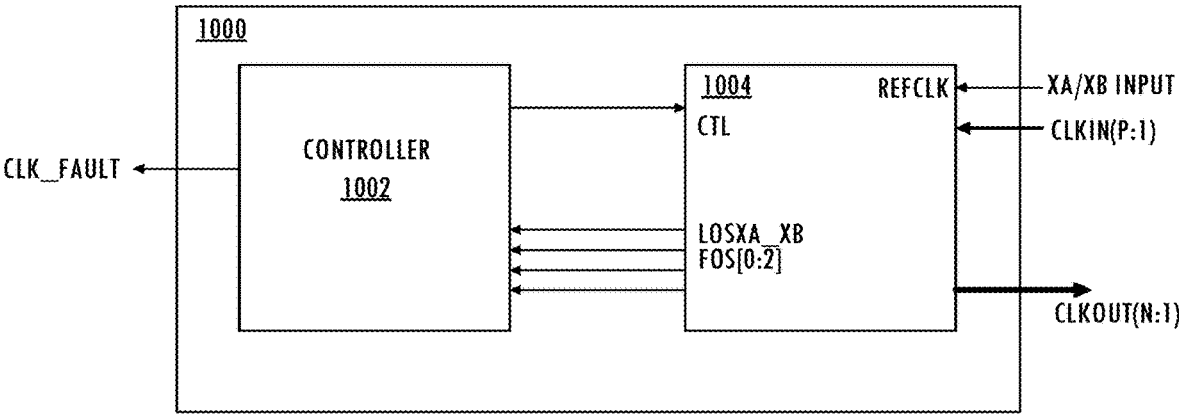 1000
1004
REFCLK
XA/XB INPUT
CTL
CLKIN(P:1)
CONTROLLER
1002
CLK_FAULT
LOSXA_XB
FOS[0:2]
CLKOUT(N:1)